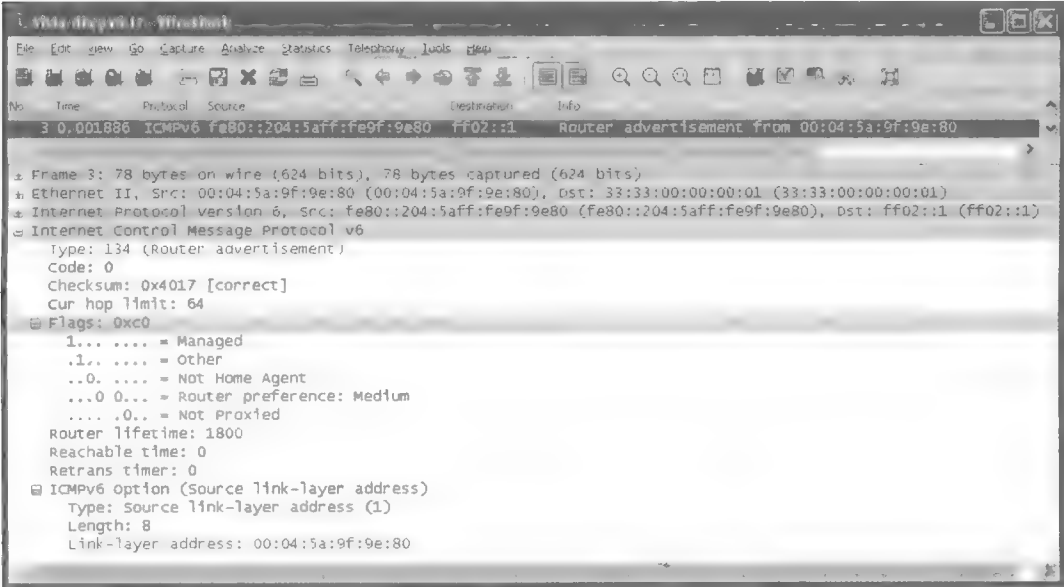 File Edit View Go Capture Analyze Statistics Telephony Tools Help
No Time Protocol Source Destination Info
3 0.001886 ICMPv6 fe80::204:5aff:fe9f:9e80 ff02::1 Router advertisement from 00:04:5a:9f:9e:80
Frame 3: 78 bytes on wire (624 bits), 78 bytes captured (624 bits)
Ethernet II, Src: 00:04:5a:9f:9e:80 (00:04:5a:9f:9e:80), Dst: 33:33:00:00:00:01 (33:33:00:00:00:01)
Internet Protocol Version 6, Src: fe80::204:5aff:fe9f:9e80 (fe80::204:5aff:fe9f:9e80), Dst: ff02::1 (ff02::1)
Internet Control Message Protocol v6
Type: 134 (Router advertisement)
Code: 0
Checksum: 0x4017 [correct]
Cur hop limit: 64
Flags: 0xc0
1... .... = Managed
.1.. .... = Other
..0. .... = Not Home Agent
...0 0... = Router preference: Medium
.... .0.. = Not Proxied
Router lifetime: 1800
Reachable time: 0
Retrans timer: 0
ICMPv6 Option (Source link-layer address)
Type: Source link-layer address (1)
Length: 8
Link-layer address: 00:04:5a:9f:9e:80